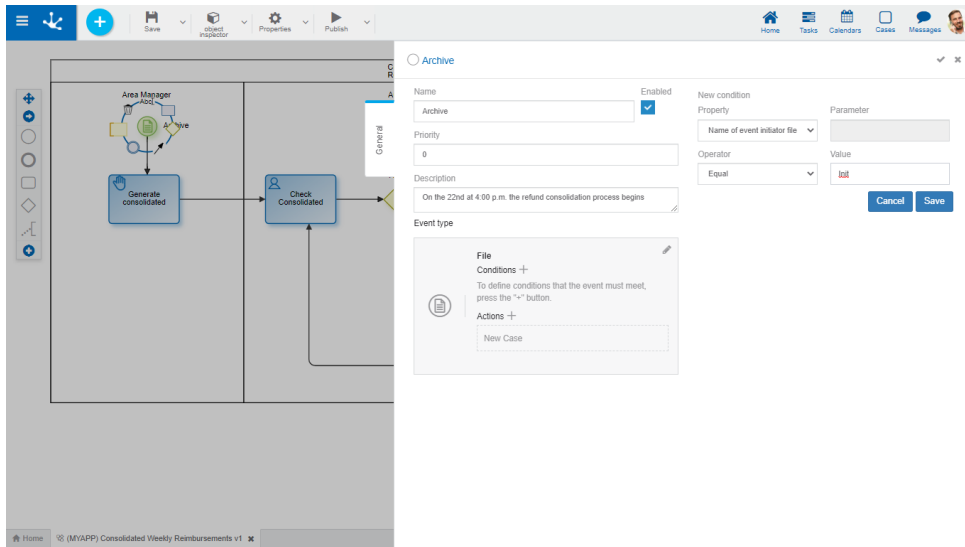 Save
object
inspector
Properties
Publish
Home
Tasks
Calendars
Cases
Messages
C
R
Area Manager
A
Abc
Archive
Generate
consolidated
Check
Consolidated
General
Archive
Name
Enabled
Archive
Priority
0
Description
On the 22nd at 4:00 p.m. the refund consolidation process begins
Event type
File
Conditions +
To define conditions that the event must meet,
press the "+" button.
Actions +
New Case
New condition
Property
Parameter
Name of event initiator file
Operator
Value
Equal
Init
Cancel
Save
Home
(MYAPP) Consolidated Weekly Reimbursements v1